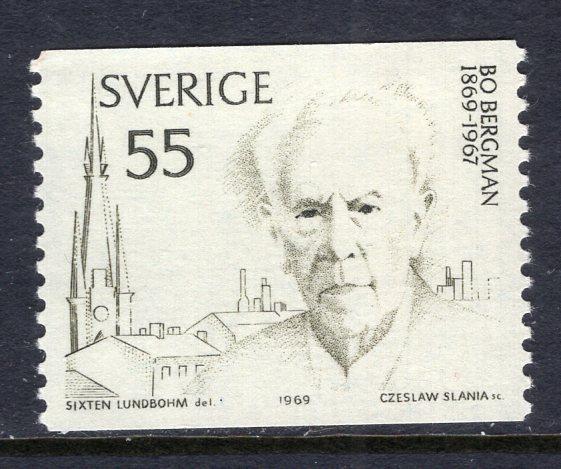 SVERIGE
55
BO BERGMAN
1869-1967
SIXTEN LUNDBOHM del.
1969
CZESLAW SLANIA sc.